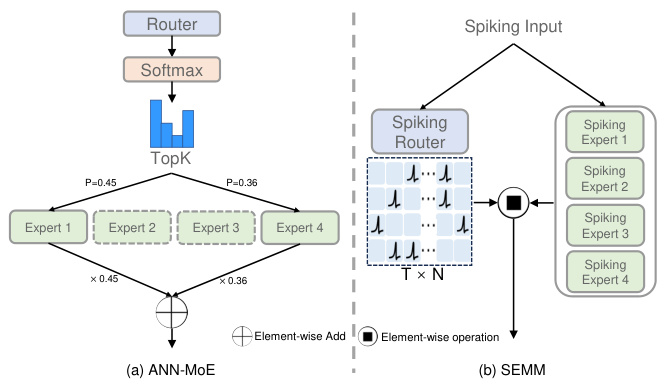 Router
Softmax
TopK
P=0.45
P=0.36
Expert 1
Expert 2
Expert 3
Expert 4
× 0.45
× 0.36
Element-wise Add
(a) ANN-MoE
Spiking Input
Spiking
Router
T × N
Spiking
Expert 1
Spiking
Expert 2
Spiking
Expert 3
Spiking
Expert 4
Element-wise operation
(b) SEMM